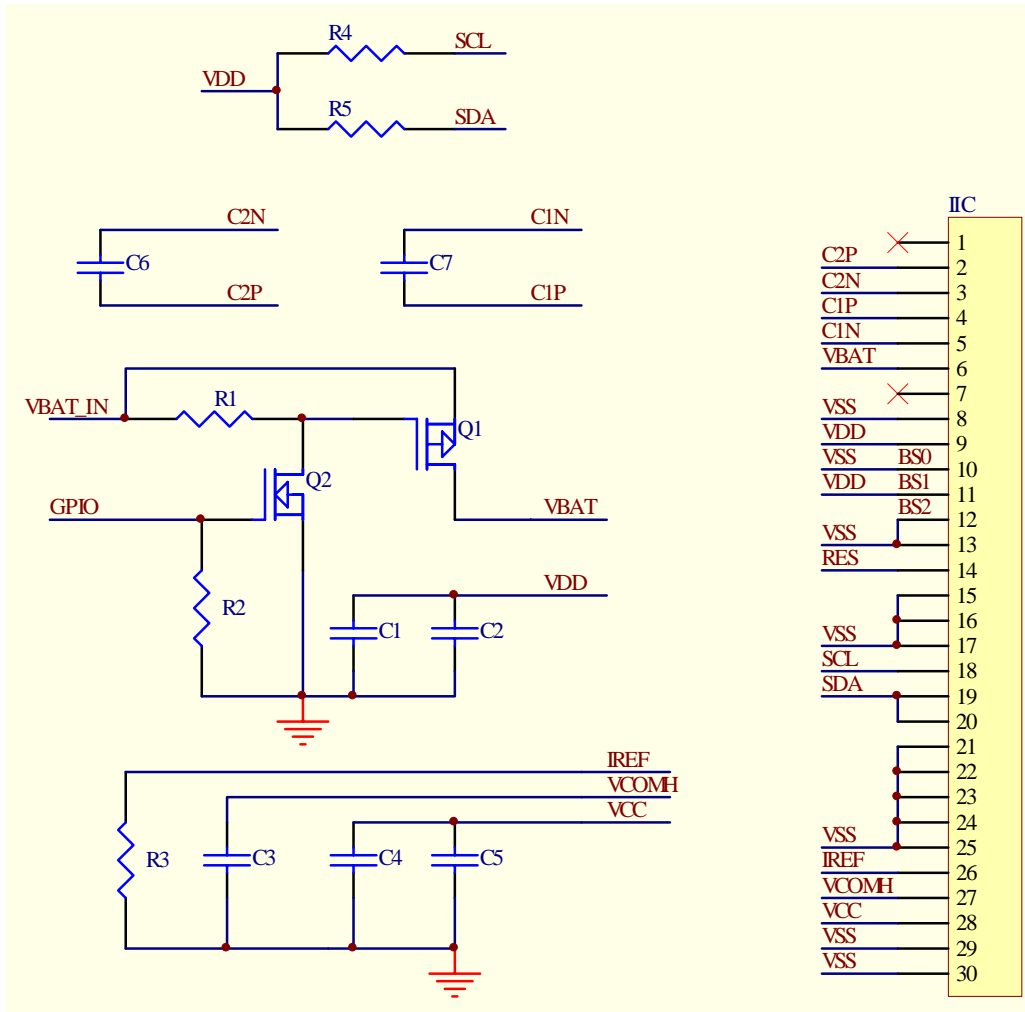 R4
SCL
VDD
R5
SDA
C2N
C6
C2P
C1N
C7
C1P
VBAT_IN
R1
Q1
Q2
GPIO
VBAT
R2
VDD
C1
C2
IREF
VCOMH
VCC
R3
C3
C4
C5
IIC
1
C2P 2
C2N 3
C1P 4
C1N 5
VBAT 6
7
VSS 8
VDD 9
VSS BS0 10
VDD BS1 11
BS2 12
VSS 13
RES 14
15
16
VSS 17
SCL 18
SDA 19
20
21
22
23
24
VSS 25
IREF 26
VCOMH 27
VCC 28
VSS 29
VSS 30